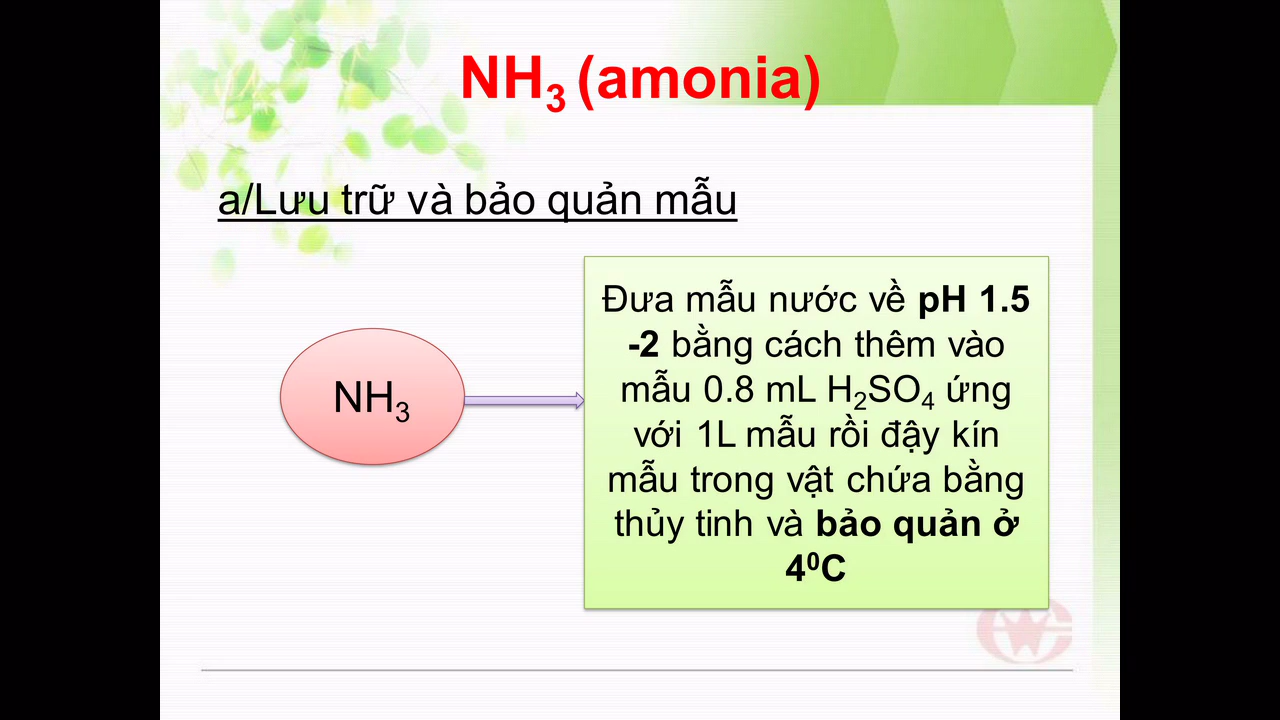 NH₃ (amonia)
a/Lưu trữ và bảo quản mẫu
NH₃
Đưa mẫu nước về pH 1.5
-2 bằng cách thêm vào
mẫu 0.8 mL H₂SO₄ ứng
với 1L mẫu rồi đậy kín
mẫu trong vật chứa bằng
thủy tinh và bảo quản ở
4⁰C